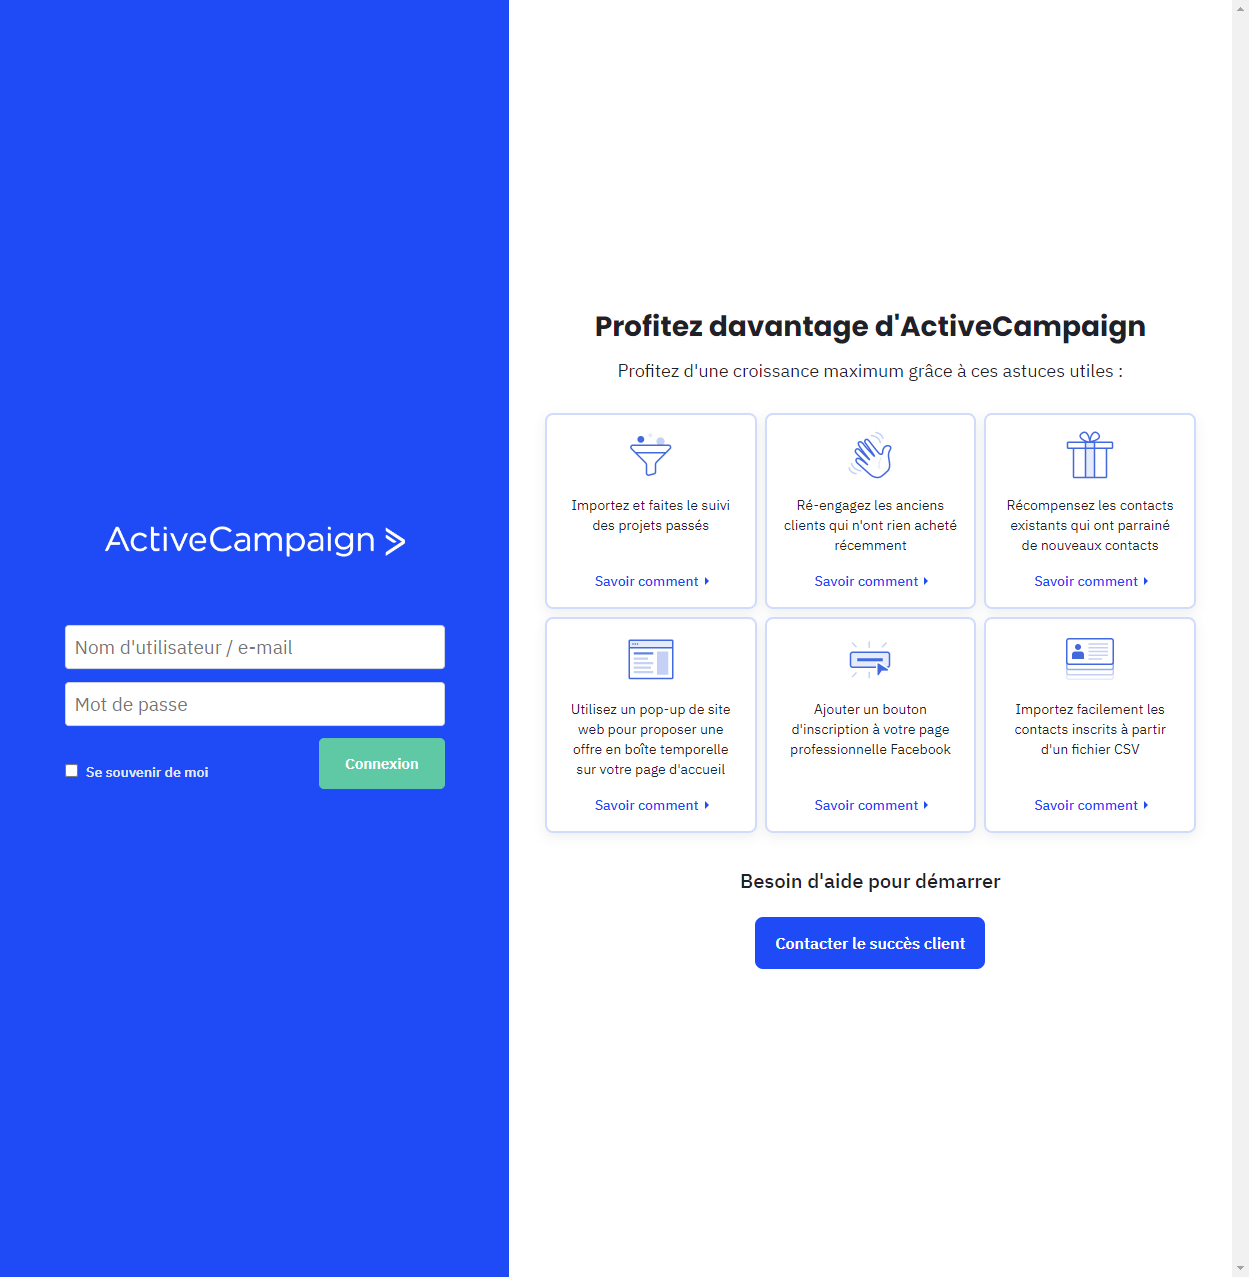 ActiveCampaign
Nom d'utilisateur / e-mail
Mot de passe
Se souvenir de moi
Connexion
Profitez davantage d'ActiveCampaign
Profitez d'une croissance maximum grâce à ces astuces utiles :
Importez et faites le suivi
des projets passés
Savoir comment
Ré-engagez les anciens
clients qui n'ont rien acheté
récemment
Savoir comment
Récompensez les contacts
existants qui ont parrainé
de nouveaux contacts
Savoir comment
Utilisez un pop-up de site
web pour proposer une
offre en boîte temporelle
sur votre page d'accueil
Savoir comment
Ajouter un bouton
d'inscription à votre page
professionnelle Facebook
Savoir comment
Importez facilement les
contacts inscrits à partir
d'un fichier CSV
Savoir comment
Besoin d'aide pour démarrer
Contacter le succès client